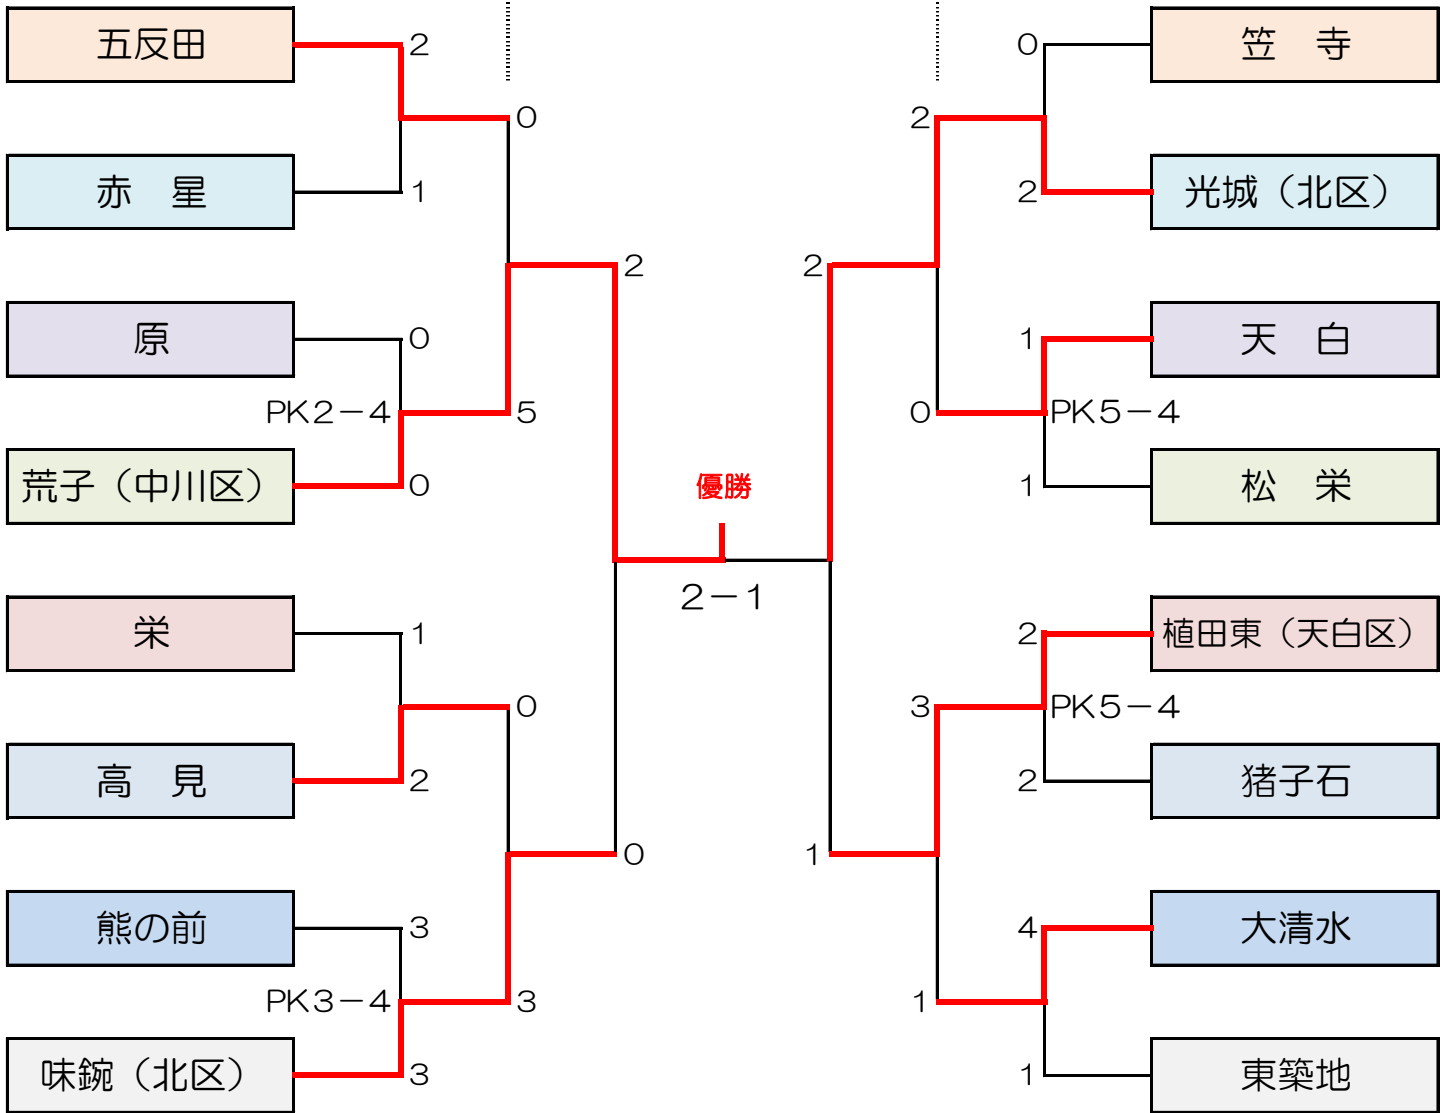 五反田
2
0
赤　星
1
2
原
0
PK2－4
5
荒子（中川区）
0
優勝
2－1
栄
1
0
高　見
2
0
熊の前
3
PK3－4
3
味鋺（北区）
3
0
笠　寺
2
2
光城（北区）
2
1
天　白
0
PK5－4
1
松　栄
2
植田東（天白区）
3
PK5－4
2
猪子石
1
4
大清水
1
1
東築地